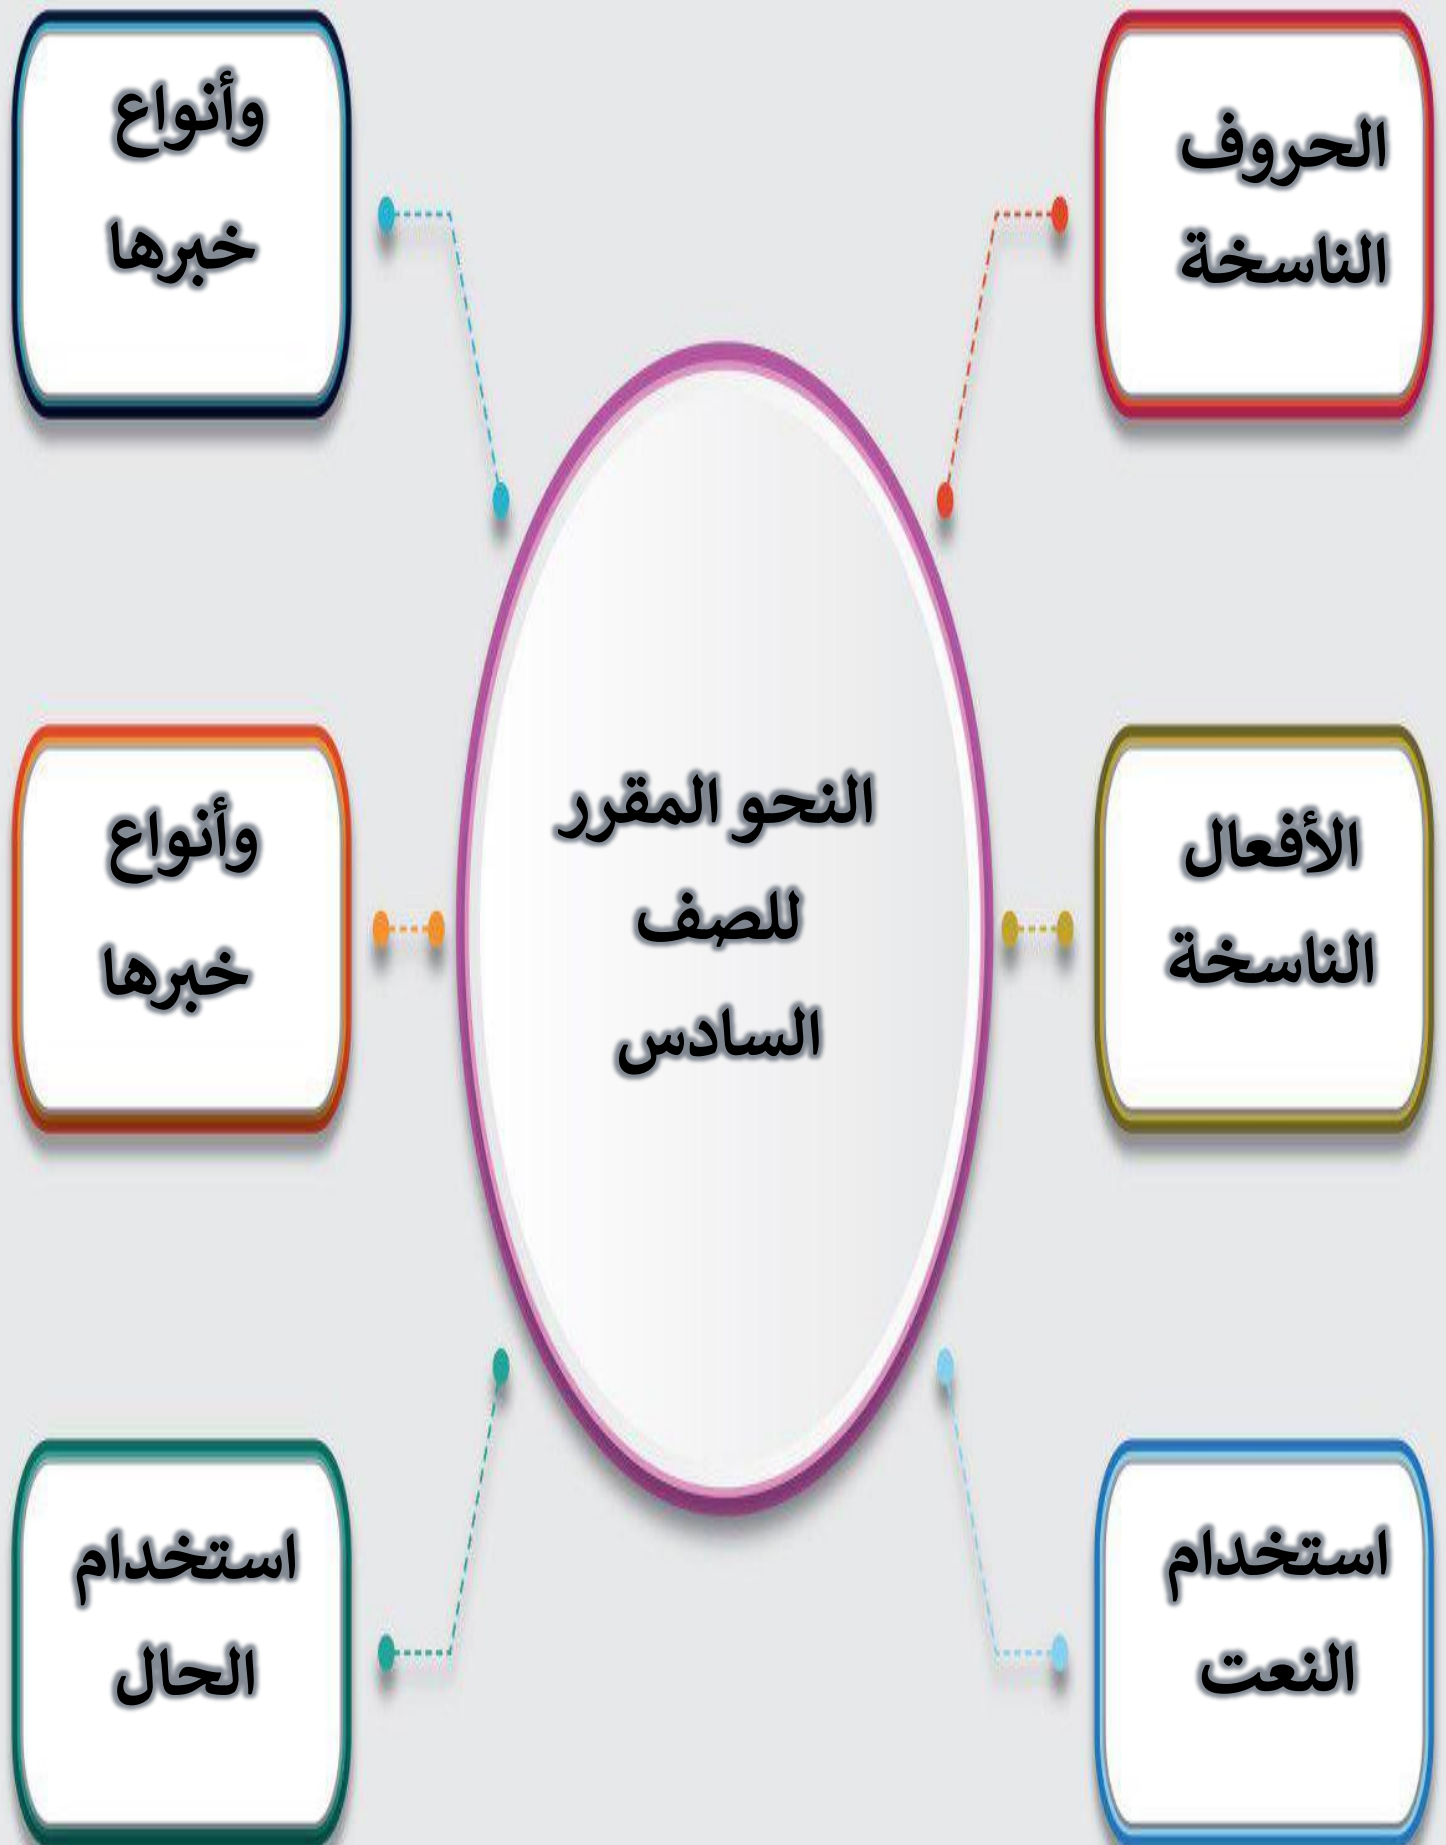 الحروف
الناسخة
وأنواع
خبرها
النحو المقرر
للصف
السادس
الأفعال
الناسخة
وأنواع
خبرها
استخدام
النعت
استخدام
الحال